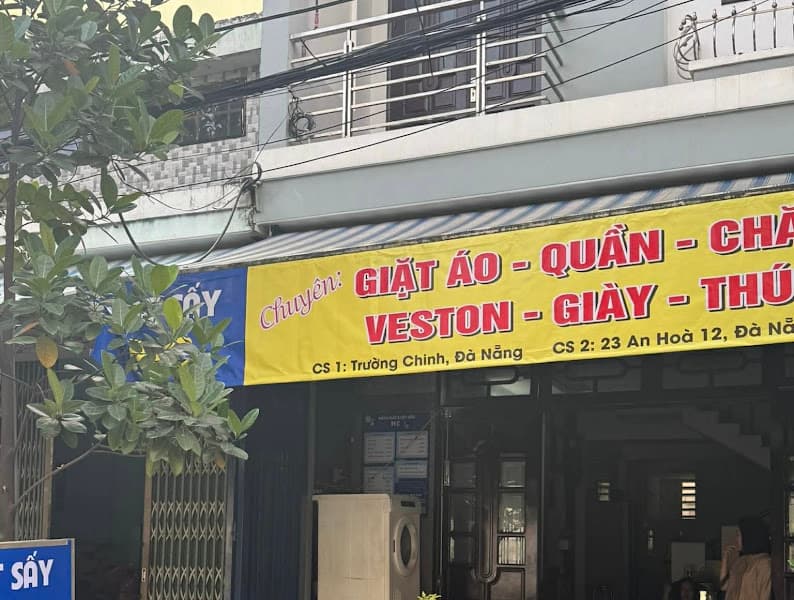 SẤY
Chuyên:
GIẶT ÁO - QUẦN - CHĂ
VESTON - GIÀY - THÚ
CS 1: Trường Chinh, Đà Nẵng CS 2: 23 An Hoà 12, Đà Nẵ
SẤY